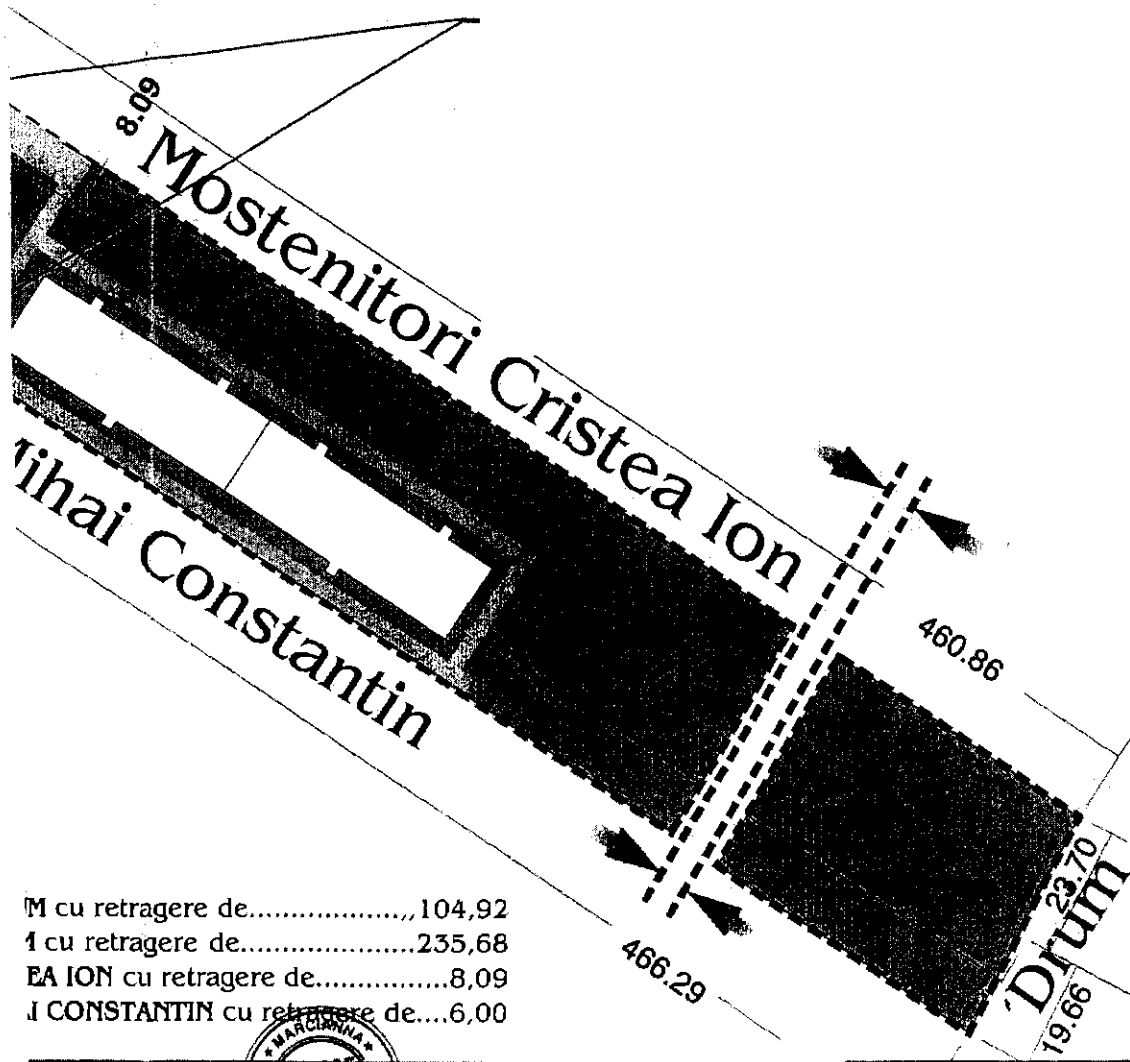 8.09
Mostenitori Cristea Ion
Mihai Constantin
460.86
466.29
23.70
Drum
19.66
M cu retragere de....................,,104,92
cu retragere de....................235,68
EA ION cu retragere de...............8,09
I CONSTANTIN cu retragere de....6,00
* MARCIANNA *